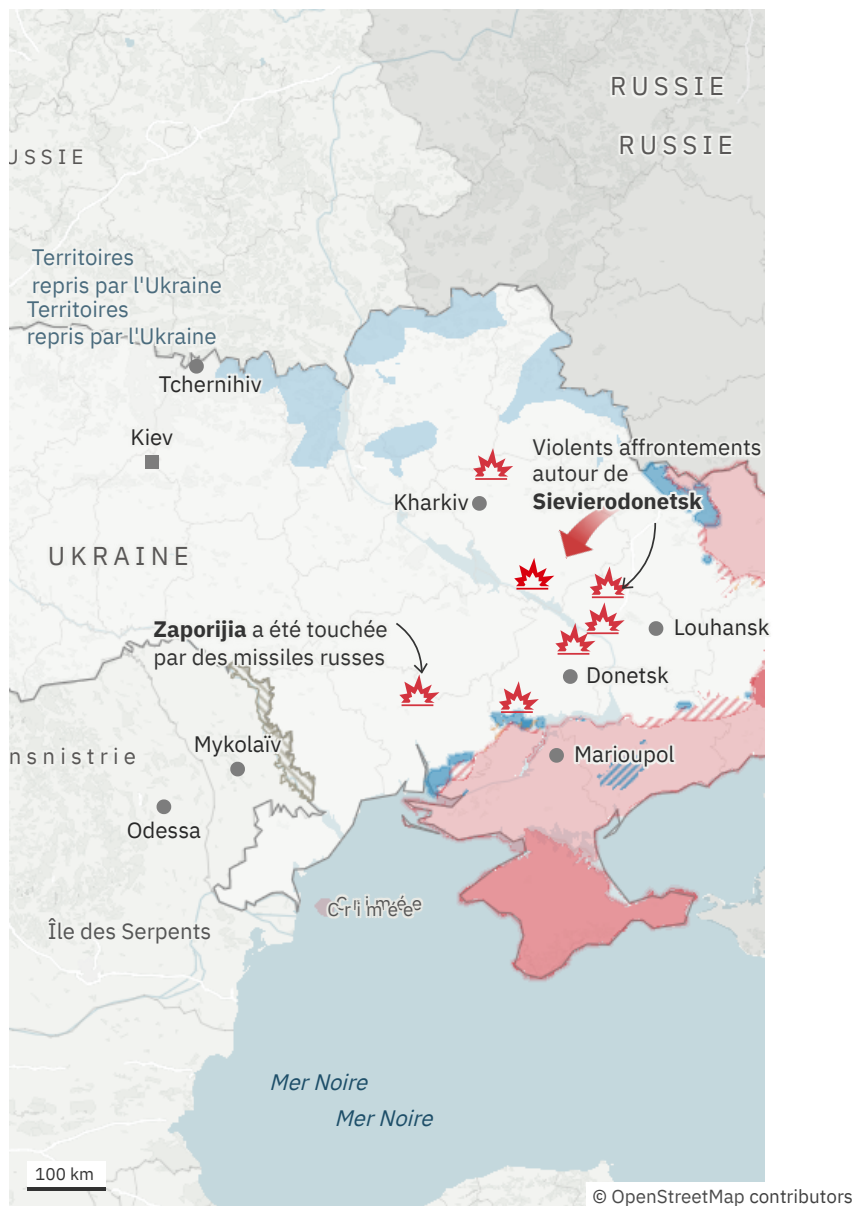 RUSSIE
RUSSIE
USSIE
Territoires
repris par l'Ukraine
Territoires
repris par l'Ukraine
Tchernihiv
Kiev
Violents affrontements
autour de
Sievierodonetsk
Kharkiv
UKRAINE
Zaporijia a été touchée
par des missiles russes
Louhansk
Donetsk
Mykolaïv
Marioupol
nsnistrie
Odessa
Crimée
Crimée
Île des Serpents
Mer Noire
Mer Noire
100 km
© OpenStreetMap contributors